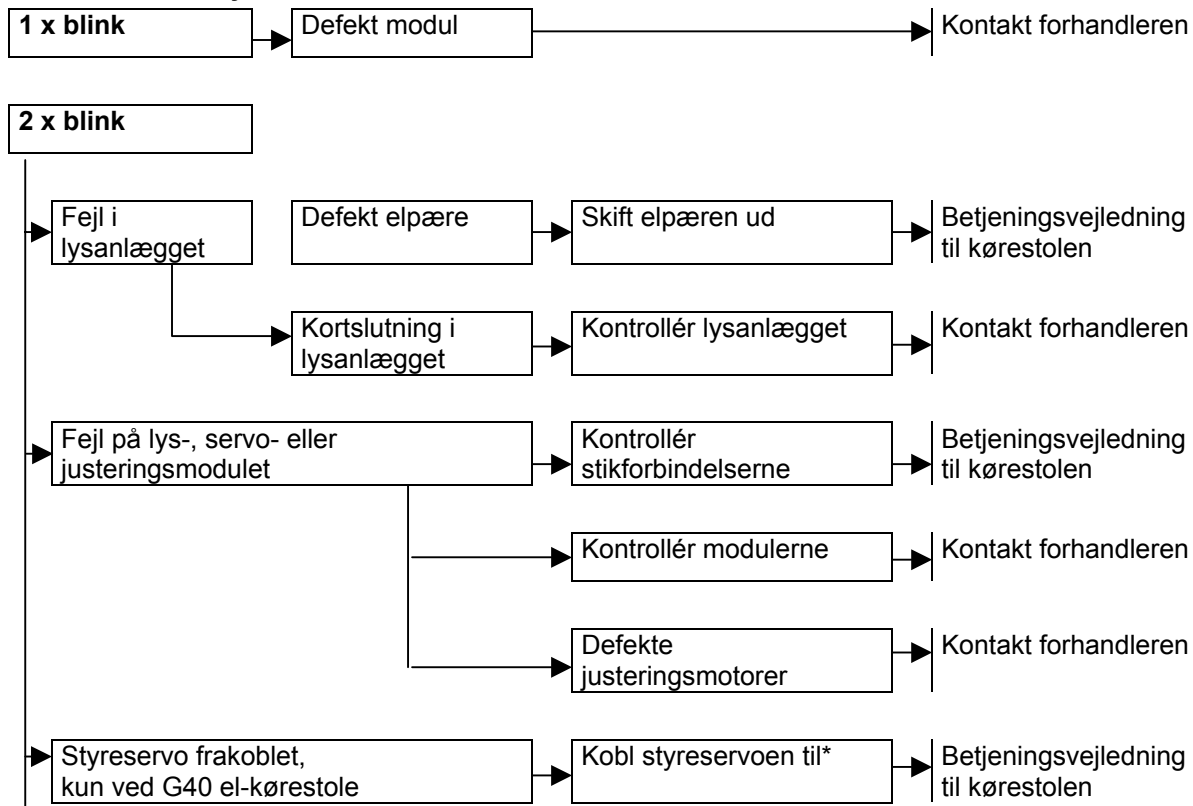 1 x blink
Defekt modul
Kontakt forhandleren
2 x blink
Fejl i
lysanlægget
Defekt elpære
Skift elpæren ud
Betjeningsvejledning
til kørestolen
Kortslutning i
lysanlægget
Kontrollér lysanlægget
Kontakt forhandleren
Fejl på lys-, servo- eller
justeringsmodulet
Kontrollér
stikforbindelserne
Betjeningsvejledning
til kørestolen
Kontrollér modulerne
Kontakt forhandleren
Defekte
justeringsmotorer
Kontakt forhandleren
Styreservo frakoblet,
kun ved G40 el-kørestole
Kobl styreservoen til*
Betjeningsvejledning
til kørestolen